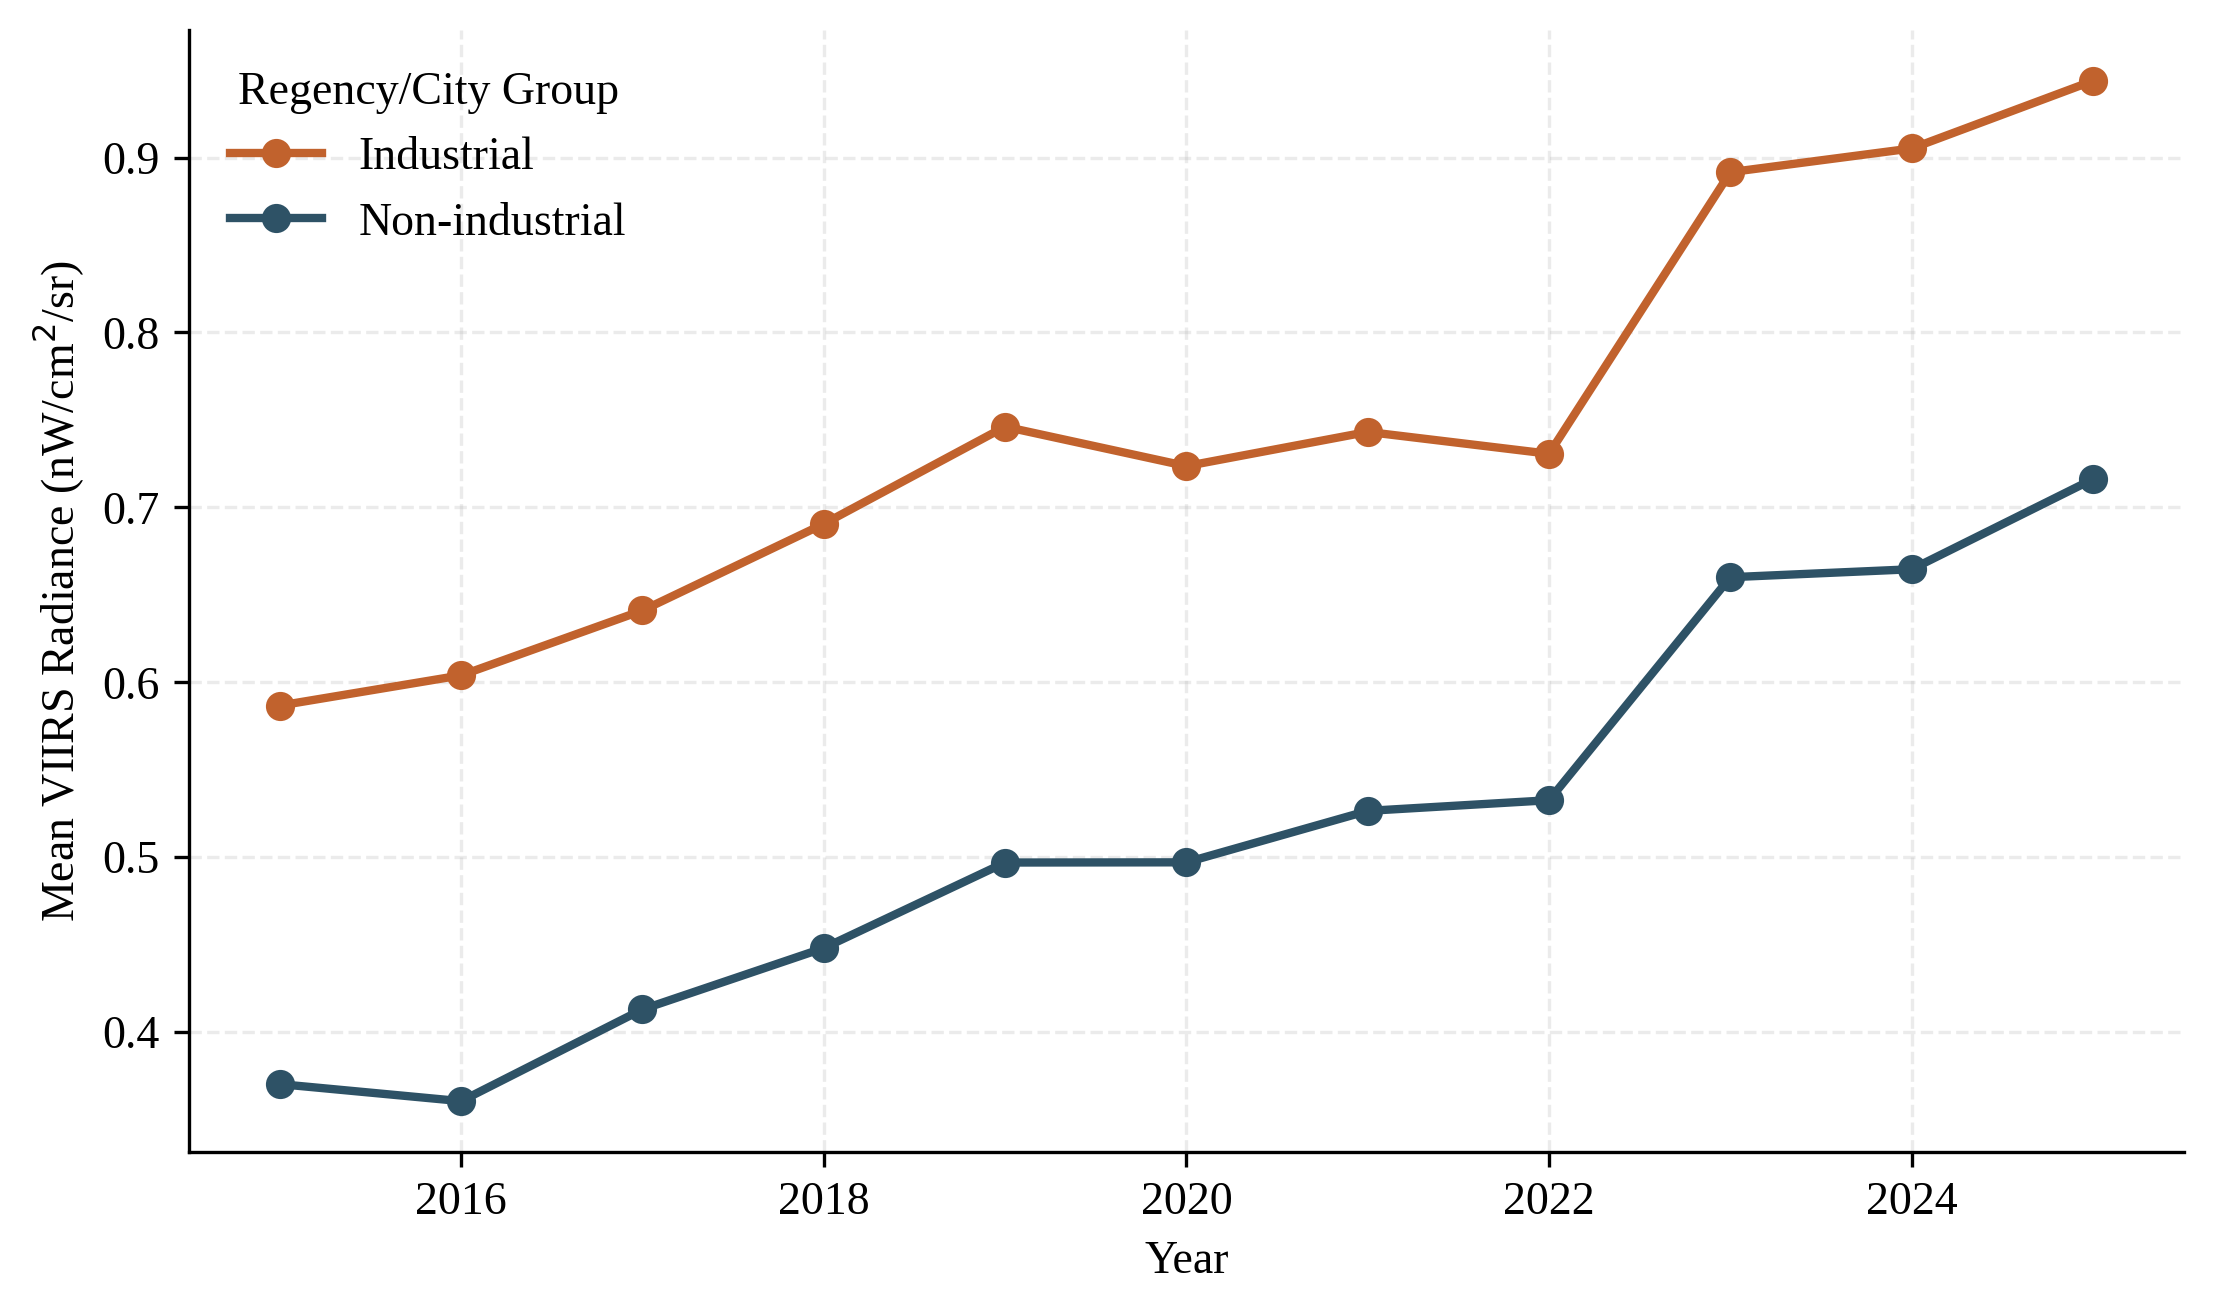 Regency/City Group
Industrial
Non-industrial
Mean VIIRS Radiance (nW/cm²/sr)
0.9
0.8
0.7
0.6
0.5
0.4
2016 2018 2020 2022 2024
Year